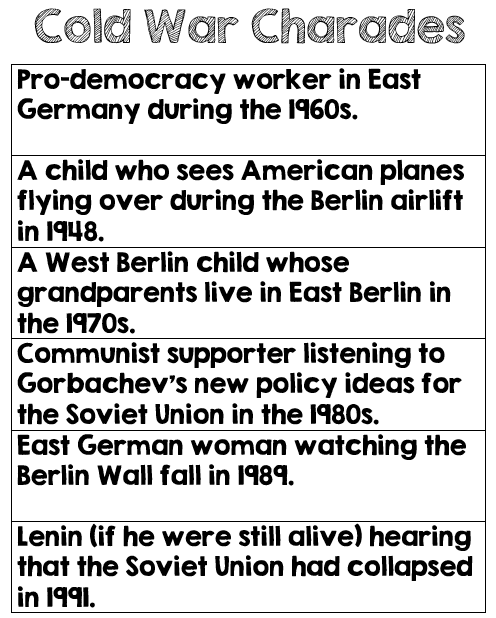 Cold War Charades
Pro-democracy worker in East
Germany during the 1960s.
A child who sees American planes
flying over during the Berlin airlift
in 1948.
A West Berlin child whose
grandparents live in East Berlin in
the 1970s.
Communist supporter listening to
Gorbachev's new policy ideas for
the Soviet Union in the 1980s.
East German woman watching the
Berlin Wall fall in 1989.
Lenin (if he were still alive) hearing
that the Soviet Union had collapsed
in 1991.